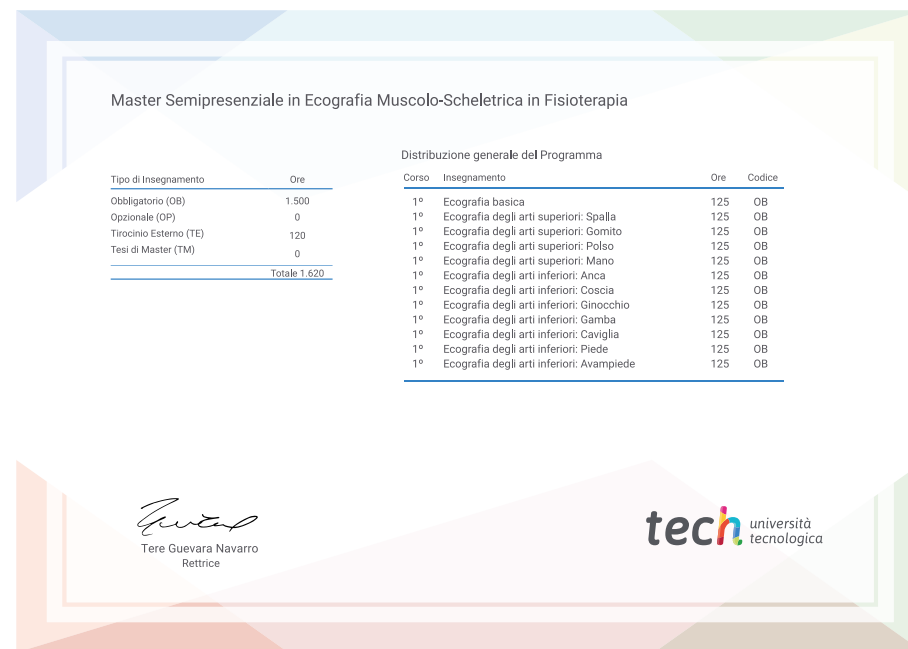 Master Semipresenziale in Ecografia Muscolo-Scheletrica in Fisioterapia
Tipo di Insegnamento Ore
Obbligatorio (OB) 1.500
Opzionale (OP) 0
Tirocinio Esterno (TE) 120
Tesi di Master (TM) 0
Totale 1.620
Distribuzione generale del Programma
Corso Insegnamento Ore Codice
1º Ecografia basica 125 OB
1º Ecografia degli arti superiori: Spalla 125 OB
1º Ecografia degli arti superiori: Gomito 125 OB
1º Ecografia degli arti superiori: Polso 125 OB
1º Ecografia degli arti superiori: Mano 125 OB
1º Ecografia degli arti inferiori: Anca 125 OB
1º Ecografia degli arti inferiori: Coscia 125 OB
1º Ecografia degli arti inferiori: Ginocchio 125 OB
1º Ecografia degli arti inferiori: Gamba 125 OB
1º Ecografia degli arti inferiori: Caviglia 125 OB
1º Ecografia degli arti inferiori: Piede 125 OB
1º Ecografia degli arti inferiori: Avampiede 125 OB
Tere Guevara Navarro
Rettrice
tech università
tecnologica